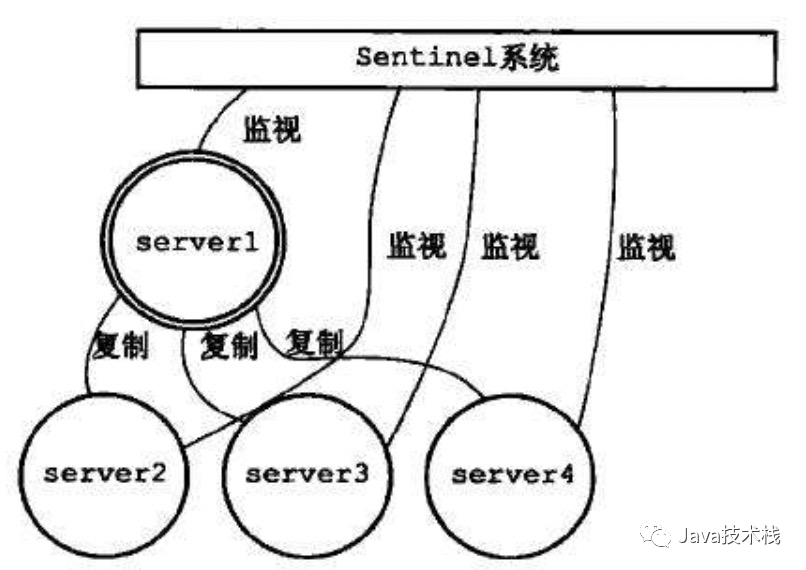 Sentinel系统
监视
server1
监视
监视
监视
复制
复制
复制
server2
server3
server4
Java技术栈